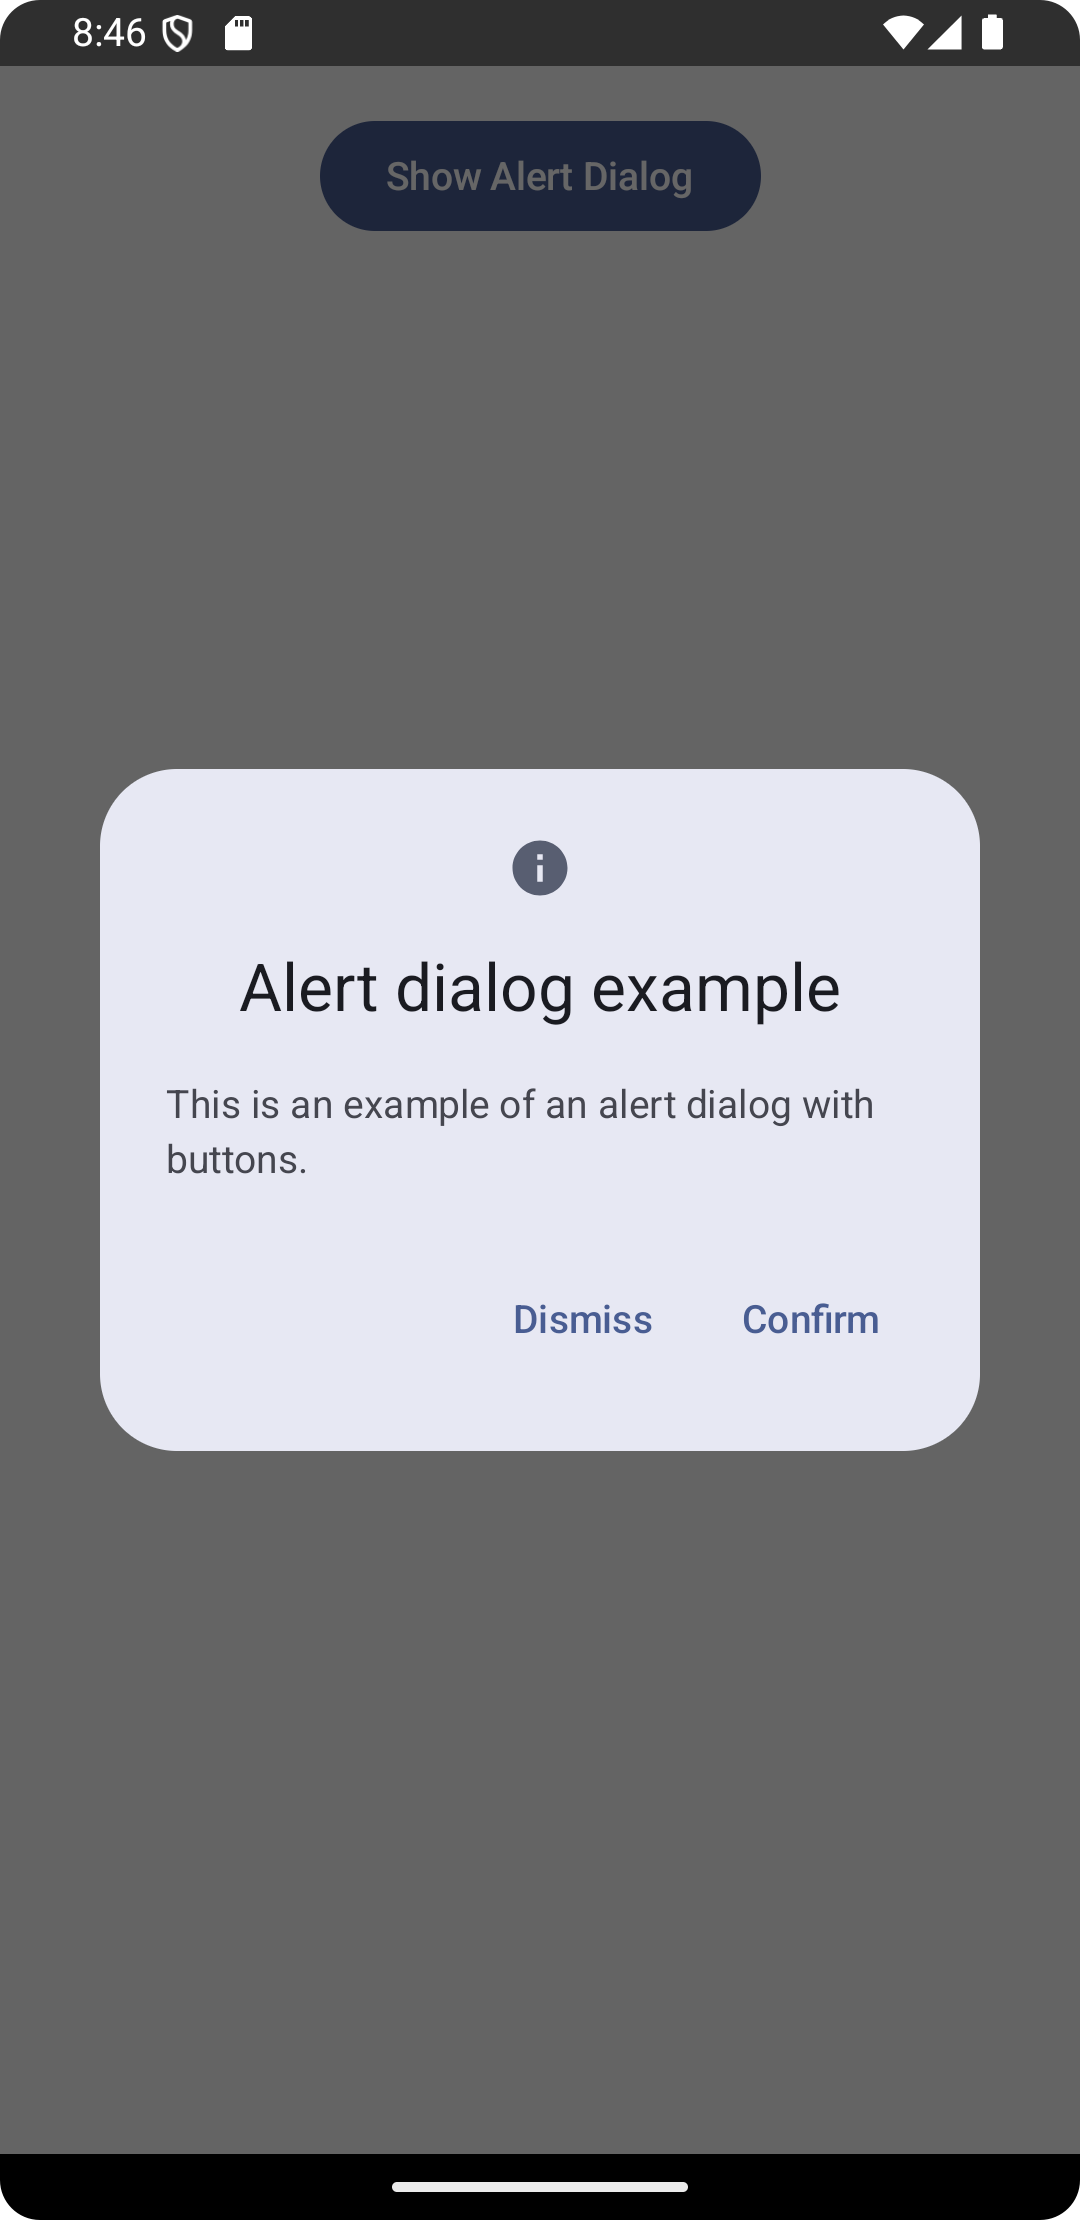 8:46
Show Alert Dialog
Alert dialog example
This is an example of an alert dialog with
buttons.
Dismiss Confirm